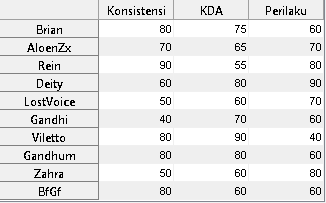 Konsistensi KDA Perilaku
Brian 80 75 60
AloenZx 70 65 70
Rein 90 55 80
Deity 60 80 90
LostVoice 50 60 70
Gandhi 40 70 60
Viletto 80 90 40
Gandhum 80 80 60
Zahra 50 60 80
BfGf 80 60 60